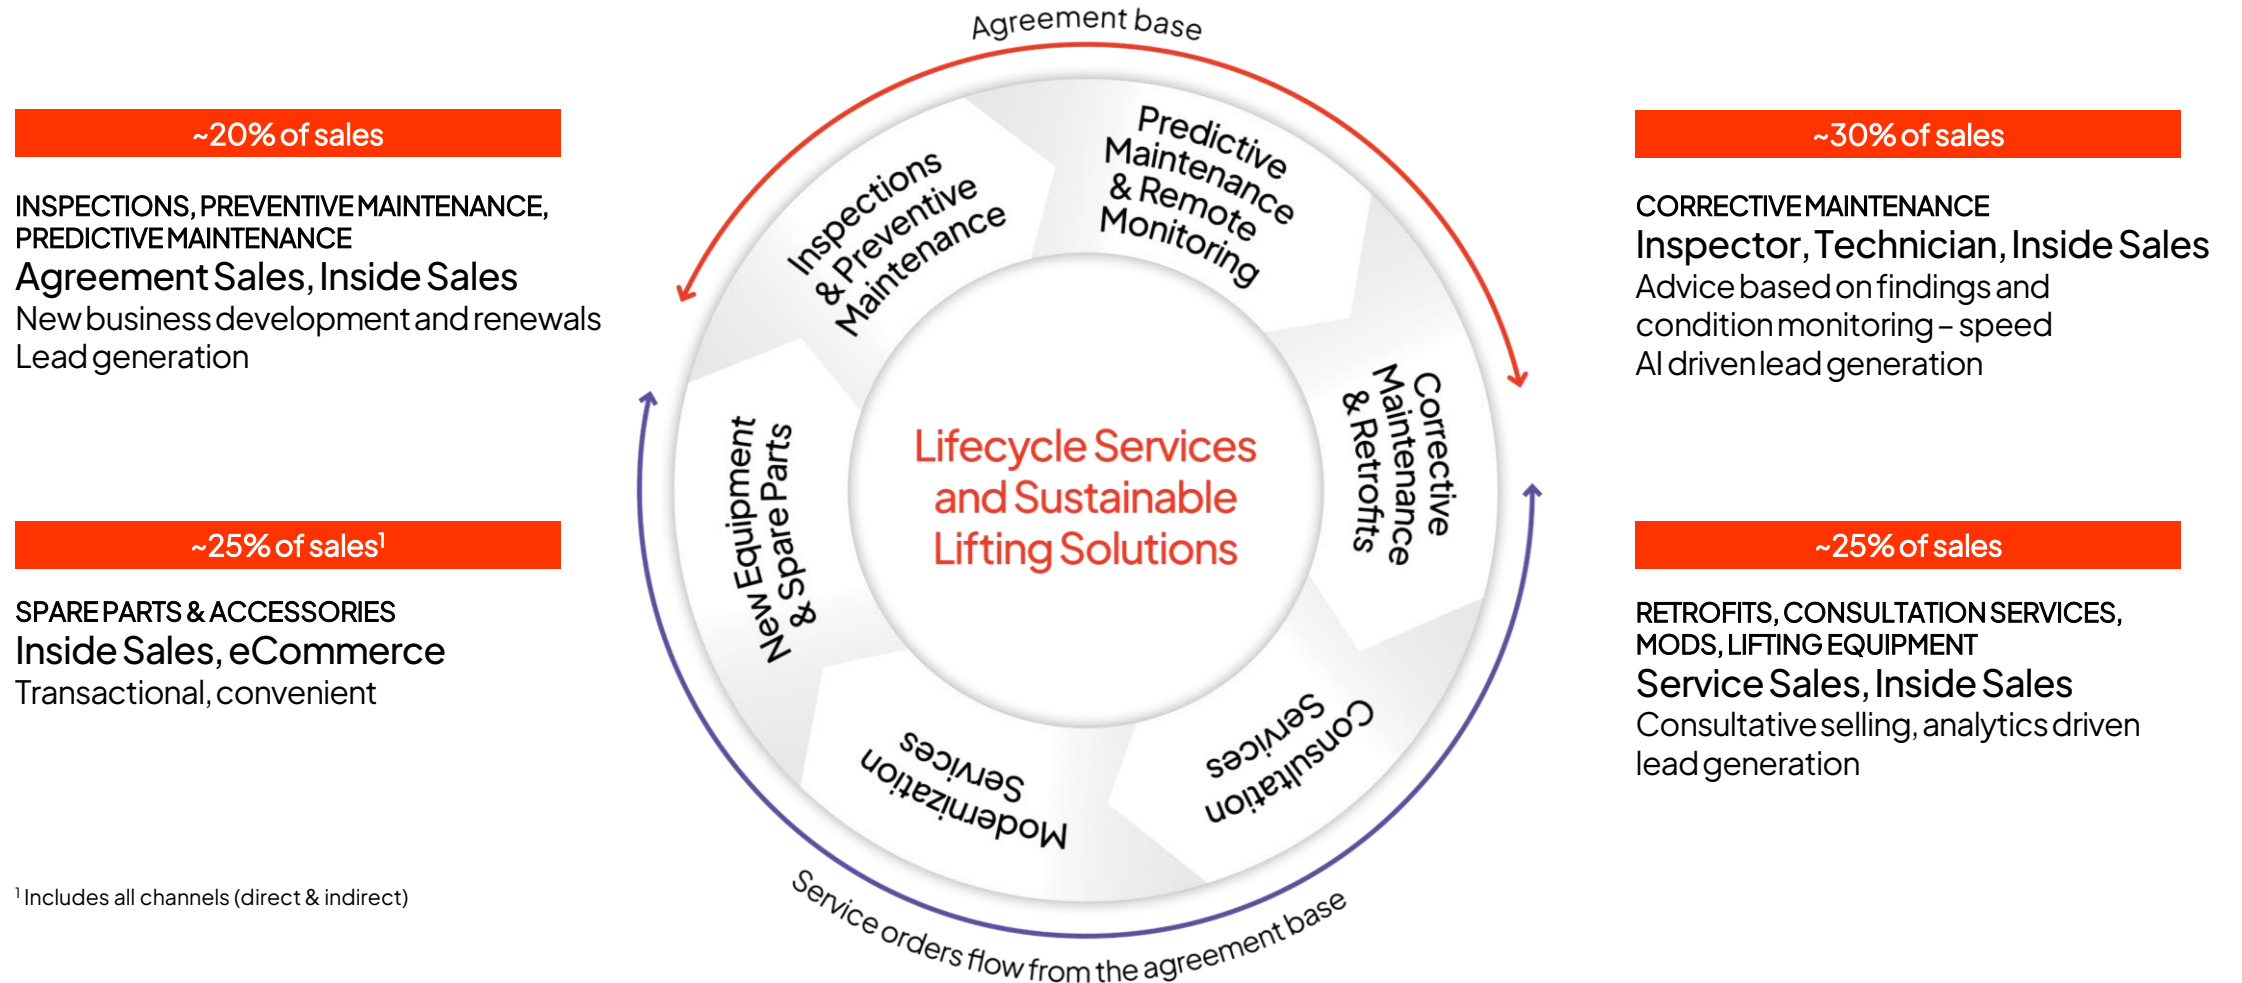 Agreement base
~20% of sales
INSPECTIONS, PREVENTIVE MAINTENANCE,
PREDICTIVE MAINTENANCE
Agreement Sales, Inside Sales
New business development and renewals
Lead generation
~25% of sales¹
SPARE PARTS & ACCESSORIES
Inside Sales, eCommerce
Transactional, convenient
¹ Includes all channels (direct & indirect)
Inspections
& Preventive
Maintenance
Predictive
Maintenance
& Remote
Monitoring
Corrective
Maintenance
& Retrofits
Consultation
Services
Modernization
Services
New Equipment
& Spare Parts
Lifecycle Services
and Sustainable
Lifting Solutions
Service orders flow from the agreement base
~30% of sales
CORRECTIVE MAINTENANCE
Inspector, Technician, Inside Sales
Advice based on findings and
condition monitoring – speed
AI driven lead generation
~25% of sales
RETROFITS, CONSULTATION SERVICES,
MODS, LIFTING EQUIPMENT
Service Sales, Inside Sales
Consultative selling, analytics driven
lead generation